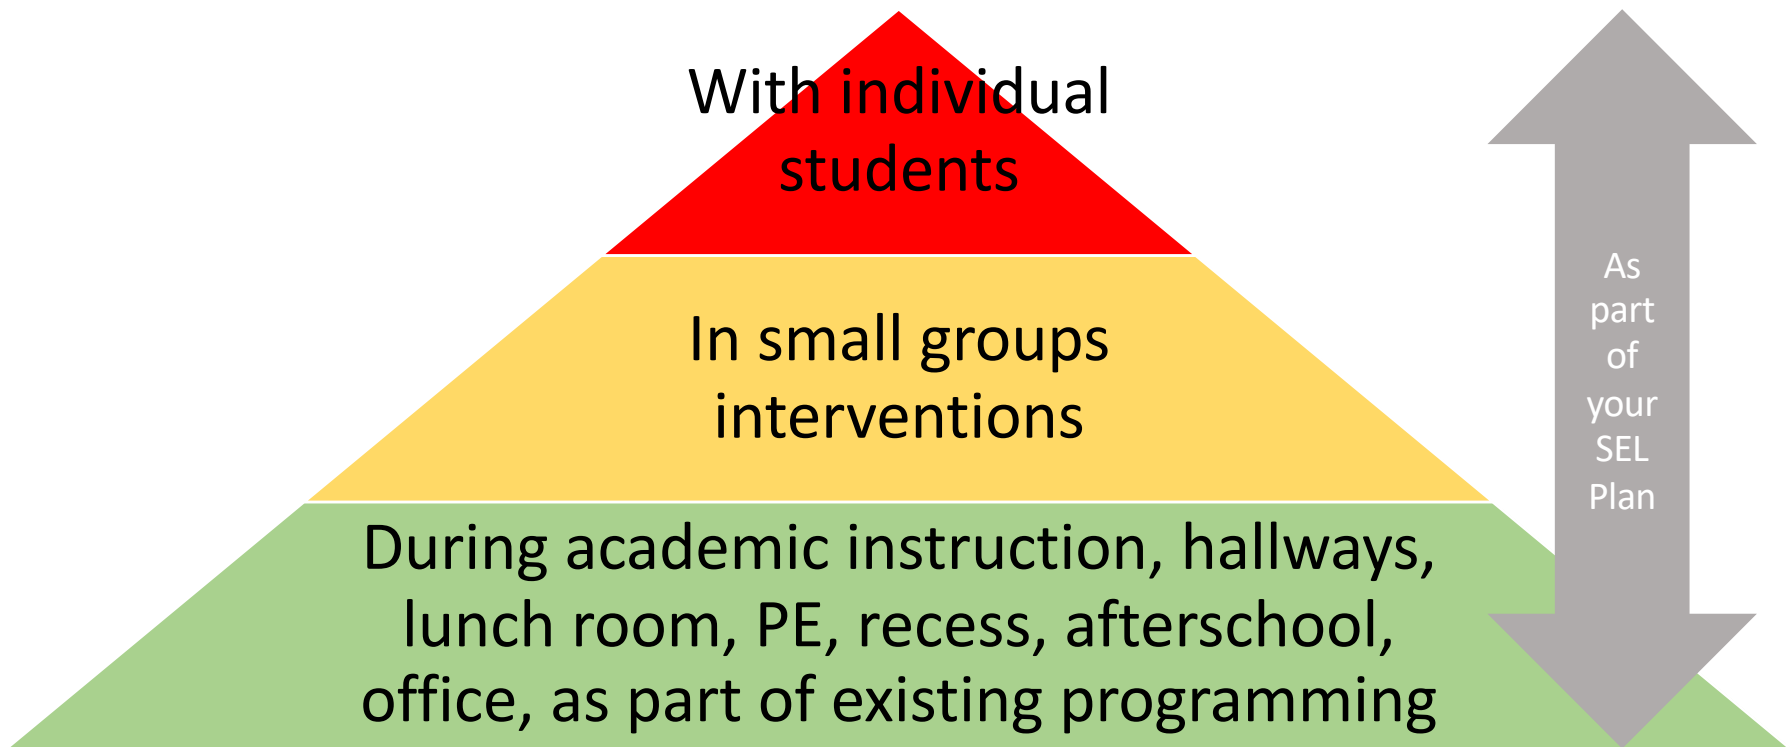 With individual
students
In small groups
interventions
During academic instruction, hallways,
lunch room, PE, recess, afterschool,
office, as part of existing programming
As
part
of
your
SEL
Plan